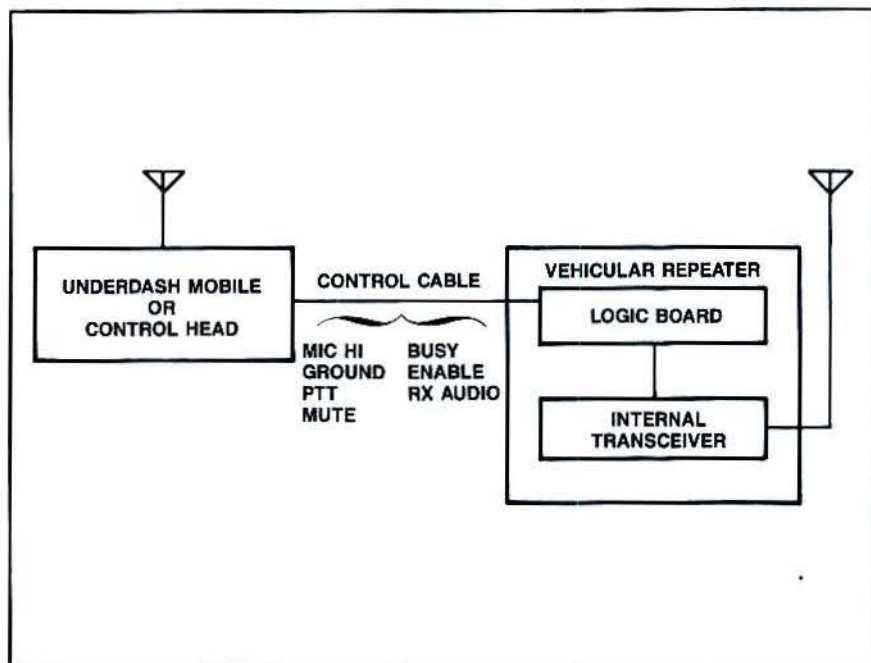 UNDERDASH MOBILE
OR
CONTROL HEAD
CONTROL CABLE
MIC HI
GROUND
PTT
MUTE
BUSY
ENABLE
RX AUDIO
VEHICULAR REPEATER
LOGIC BOARD
INTERNAL
TRANSCEIVER